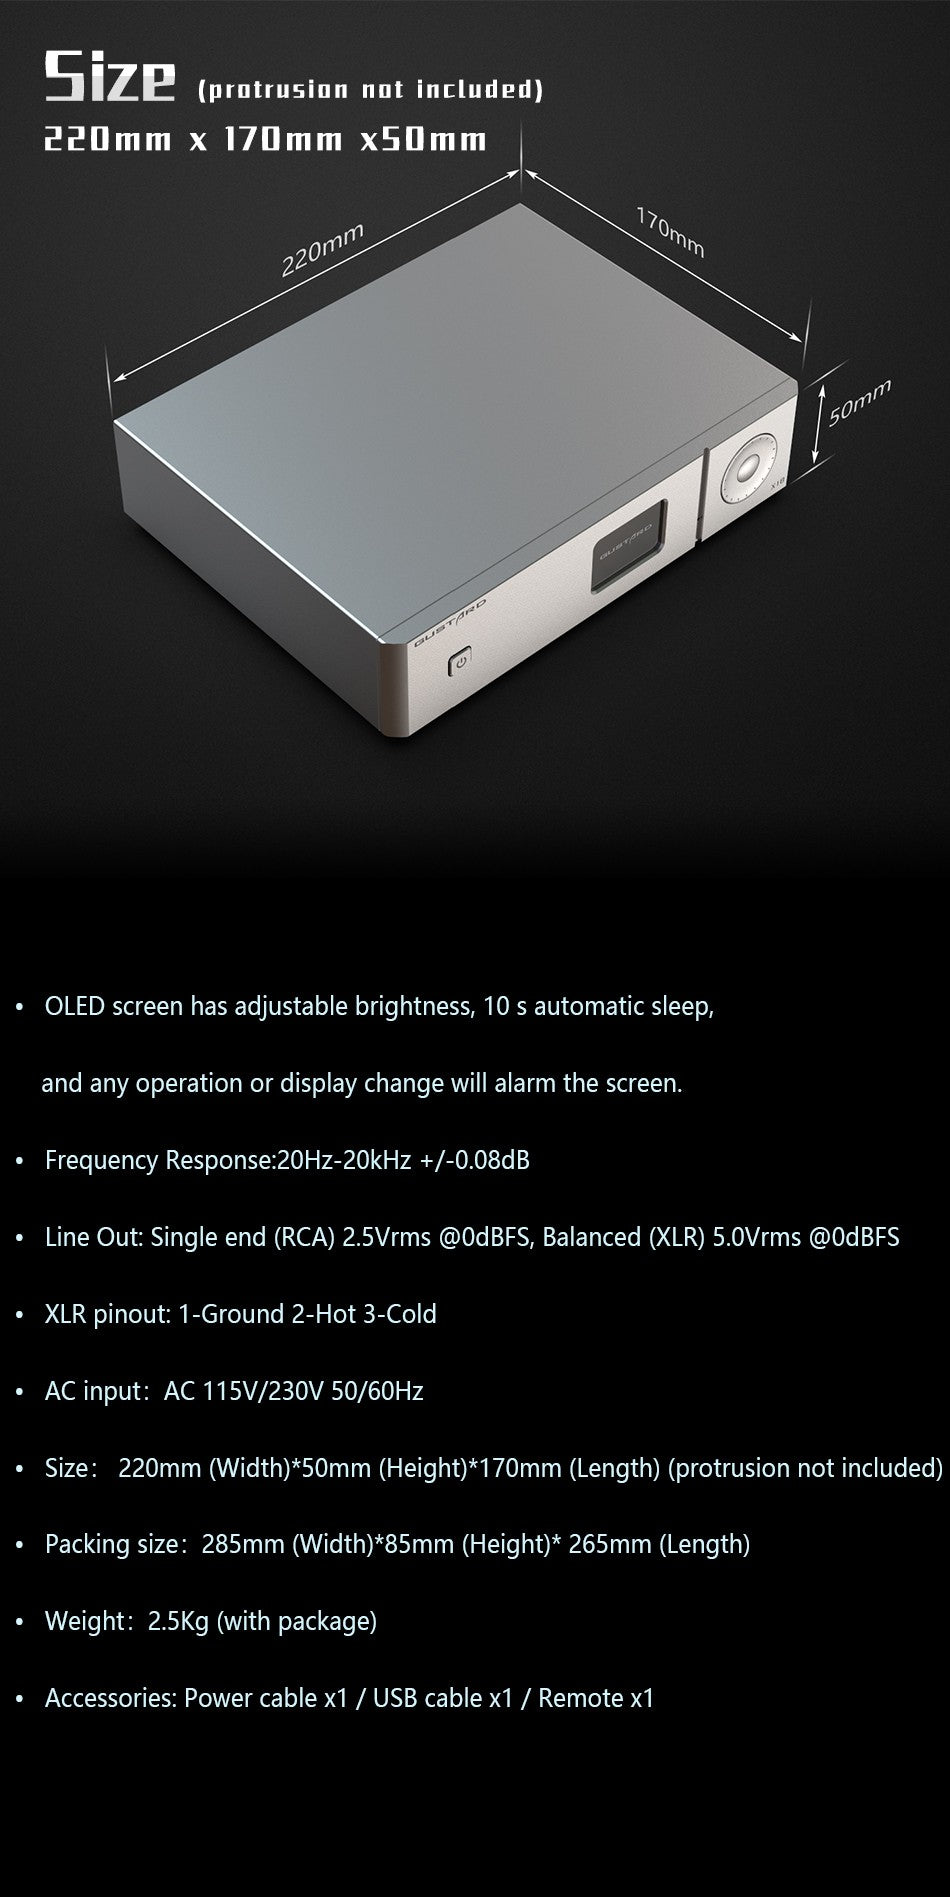 Size (protrusion not included)
220mm x 170mm x50mm
220mm
170mm
50mm
GUSTARD
X18
GUSTARD
• OLED screen has adjustable brightness, 10 s automatic sleep,
and any operation or display change will alarm the screen.
• Frequency Response:20Hz-20kHz +/-0.08dB
• Line Out: Single end (RCA) 2.5Vrms @0dBFS, Balanced (XLR) 5.0Vrms @0dBFS
• XLR pinout: 1-Ground 2-Hot 3-Cold
• AC input：AC 115V/230V 50/60Hz
• Size： 220mm (Width)*50mm (Height)*170mm (Length) (protrusion not included)
• Packing size：285mm (Width)*85mm (Height)* 265mm (Length)
• Weight：2.5Kg (with package)
• Accessories: Power cable x1 / USB cable x1 / Remote x1